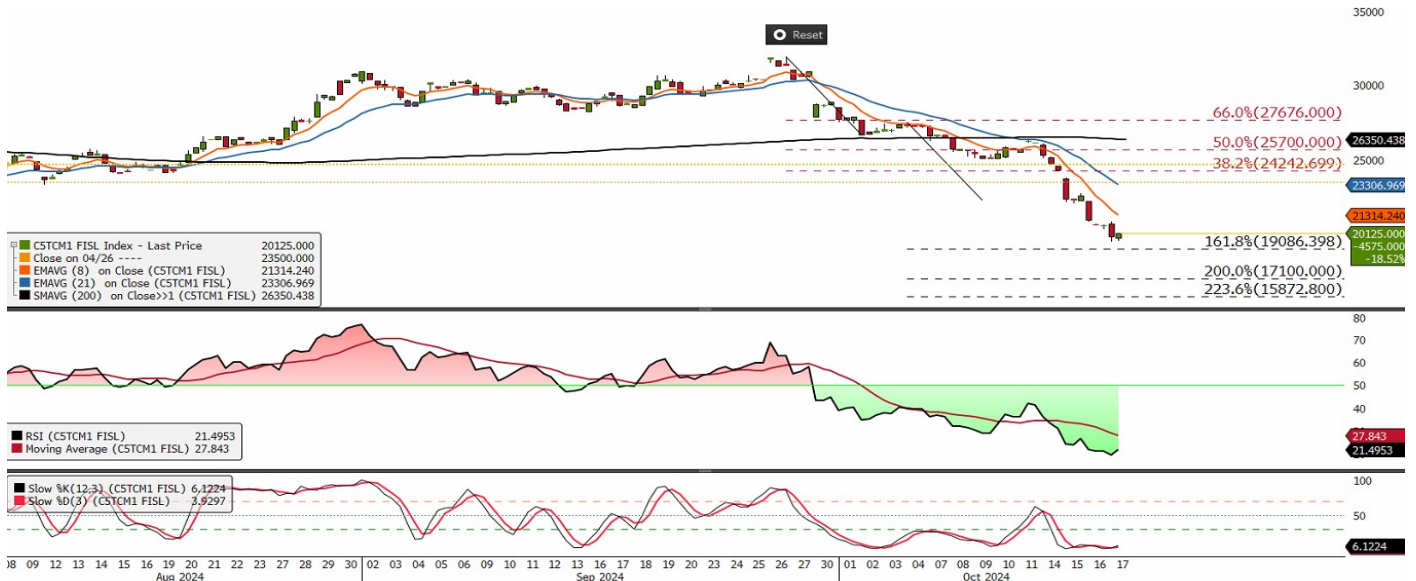 35000
Reset
30000
66.0%(27676.000)
26350.438
50.0%(25700.000)
25000
38.2%(24242.699)
23306.969
21314.240
C5TCM1 FISL Index - Last Price 20125.000
Close on 04/26 ---- 23500.000
EMAVG (8) on Close (C5TCM1 FISL) 21314.240
EMAVG (21) on Close (C5TCM1 FISL) 23306.969
SMAVG (200) on Close>>1 (C5TCM1 FISL) 26350.438
20125.000
-4575.000
-18.52%
161.8%(19086.398)
200.0%(17100.000)
223.6%(15872.800)
80
70
60
50
40
RSI (C5TCM1 FISL) 21.4953
Moving Average (C5TCM1 FISL) 27.843
27.843
21.4953
Slow %K(12,3) (C5TCM1 FISL) 6.1224
Slow %D(3) (C5TCM1 FISL) 3.9297
100
50
6.1224
08 09 12 13 14 15 16 19 20 21 22 23 26 27 28 29 30 02 03 04 05 06 09 10 11 12 13 16 17 18 19 20 23 24 25 26 27 30 01 02 03 04 07 08 09 10 11 14 15 16 17
Aug 2024 Sep 2024 Oct 2024